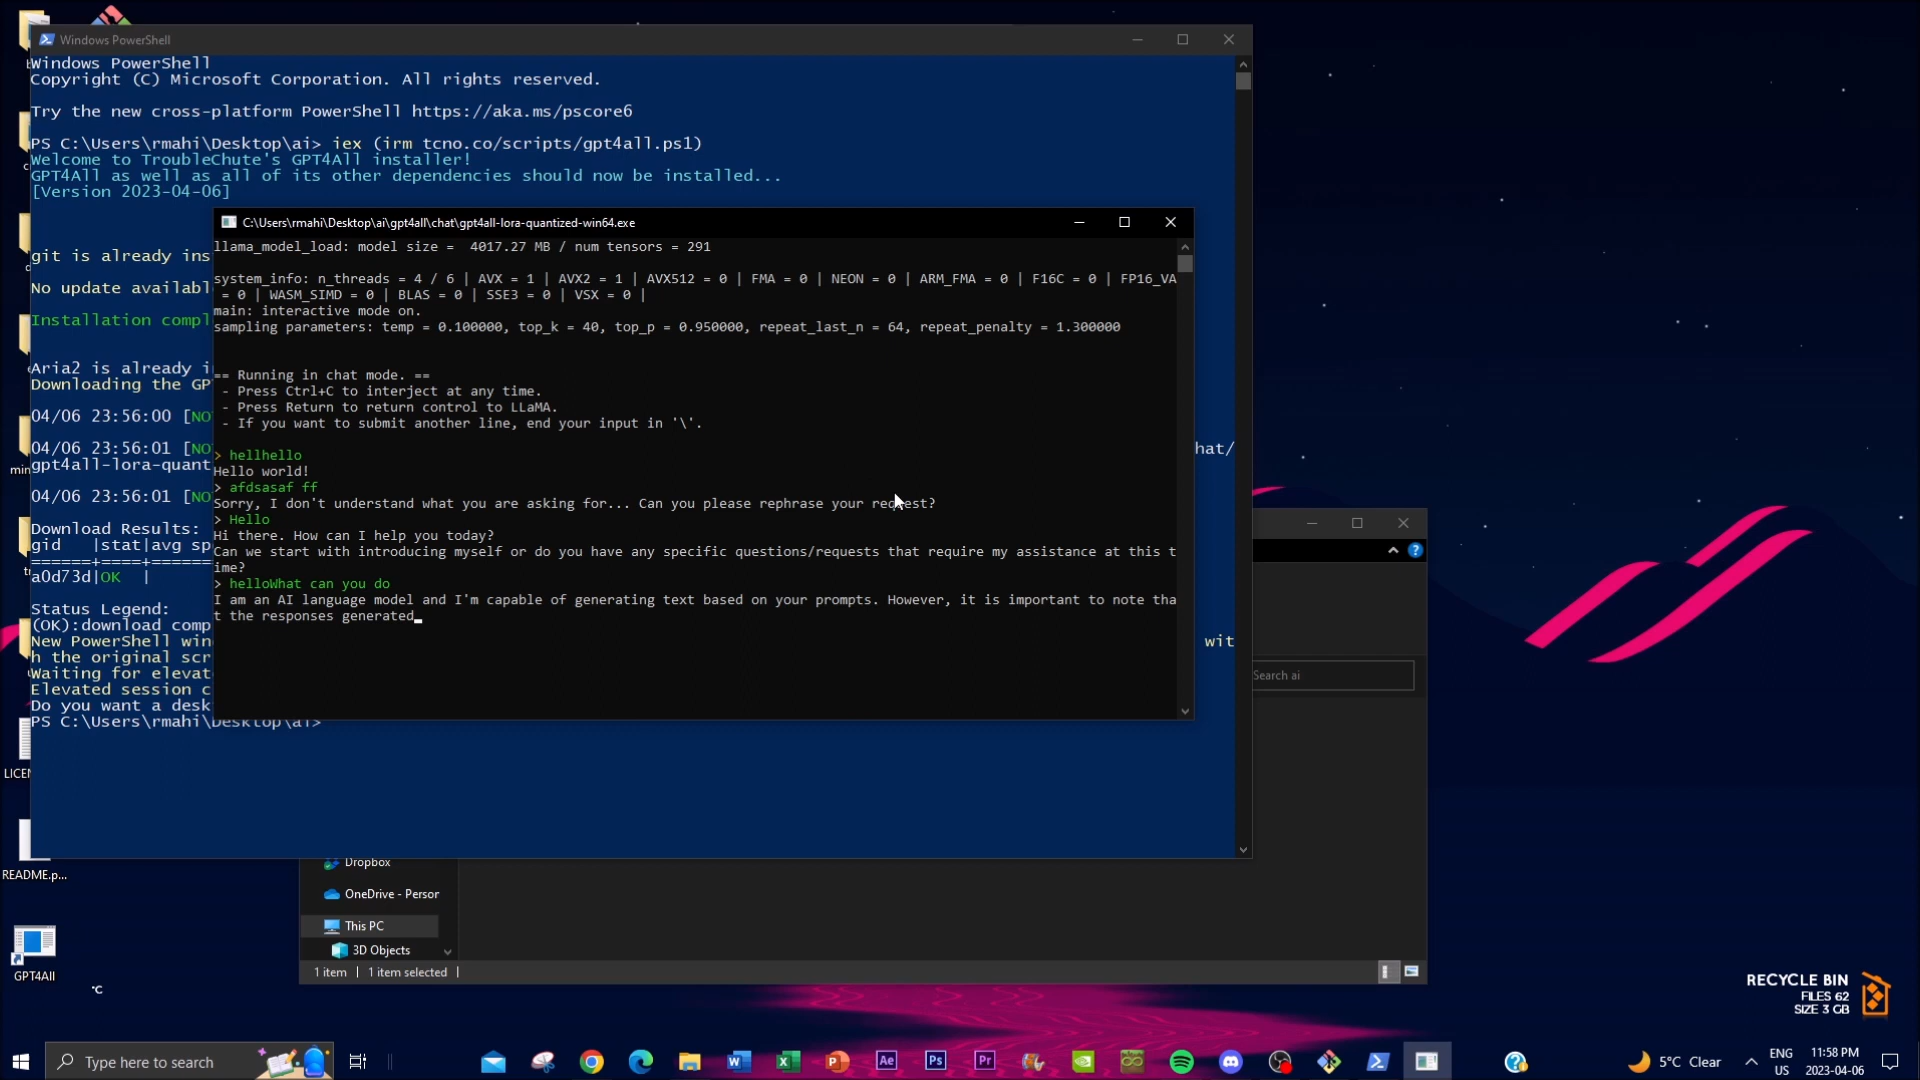 Windows PowerShell
Windows PowerShell
Copyright (C) Microsoft Corporation. All rights reserved.
Try the new cross-platform PowerShell https://aka.ms/pscore6
PS C:\Users\rmahi\Desktop\ai> iex (irm tcno.co/scripts/gpt4all.ps1)
Welcome to TroubleChute's GPT4All installer!
GPT4All as well as all of its other dependencies should now be installed...
[Version 2023-04-06]
git is already ins
No update availabl
Installation compl
Aria2 is already i
Downloading the GP
04/06 23:56:00 [NO
04/06 23:56:01 [NO
hat/
gpt4all-lora-quant
04/06 23:56:01 [NO
Download Results:
gid   |stat|avg sp
======+====+=======
a0d73d|OK  |
Status Legend:
(OK):download comp
New PowerShell win
wit
h the original scr
Waiting for elevat
Elevated session c
Do you want a desk
PS C:\Users\rmahi\Desktop\ai>
C:\Users\rmahi\Desktop\ai\gpt4all\chat\gpt4all-lora-quantized-win64.exe
llama_model_load: model size =  4017.27 MB / num tensors = 291
system_info: n_threads = 4 / 6 | AVX = 1 | AVX2 = 1 | AVX512 = 0 | FMA = 0 | NEON = 0 | ARM_FMA = 0 | F16C = 0 | FP16_VA
= 0 | WASM_SIMD = 0 | BLAS = 0 | SSE3 = 0 | VSX = 0 |
main: interactive mode on.
sampling parameters: temp = 0.100000, top_k = 40, top_p = 0.950000, repeat_last_n = 64, repeat_penalty = 1.300000
== Running in chat mode. ==
- Press Ctrl+C to interject at any time.
- Press Return to return control to LLaMA.
- If you want to submit another line, end your input in '\'.
> hellhello
Hello world!
> afdsasaf ff
Sorry, I don't understand what you are asking for... Can you please rephrase your request?
> Hello
Hi there. How can I help you today?
Can we start with introducing myself or do you have any specific questions/requests that require my assistance at this t
ime?
> helloWhat can you do
I am an AI language model and I'm capable of generating text based on your prompts. However, it is important to note tha
t the responses generated
Search ai
Dropbox
OneDrive - Person
This PC
3D Objects
1 item | 1 item selected |
LICEN
README.p...
GPT4All
°C
RECYCLE BIN
FILES 62
SIZE 3 GB
Type here to search
Ae
Ps
Pr
5°C Clear
ENG
US
11:58 PM
2023-04-06